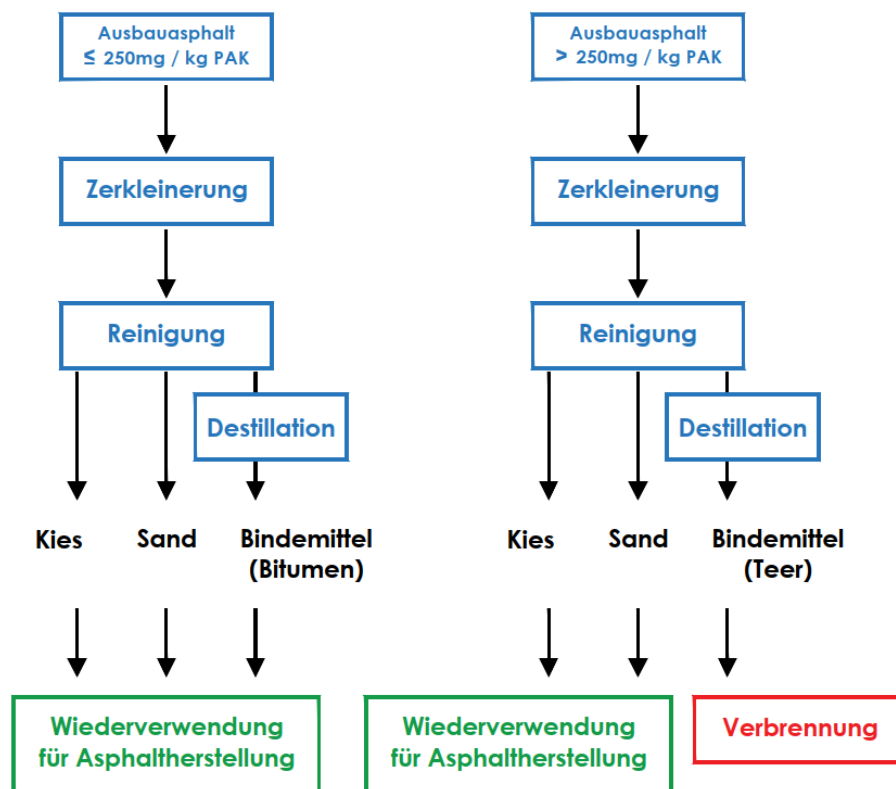 Ausbauasphalt
≤ 250mg / kg PAK
Zerkleinerung
Reinigung
Destillation
Kies
Sand
Bindemittel
(Bitumen)
Wiederverwendung
für Asphaltherstellung
Ausbauasphalt
> 250mg / kg PAK
Zerkleinerung
Reinigung
Destillation
Kies
Sand
Bindemittel
(Teer)
Wiederverwendung
für Asphaltherstellung
Verbrennung